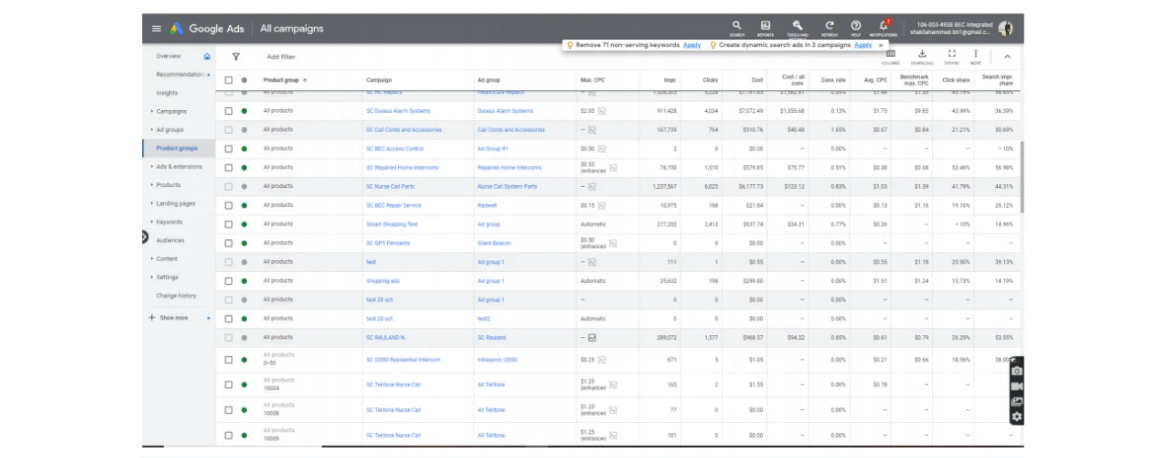 Google Ads All campaigns
SEARCH REPORTS TOOLS AND SETTINGS REFRESH HELP NOTIFICATIONS
106-053-4908 BEC Integrated
Remove 71 non-serving keywords Apply Create dynamic search ads in 3 campaigns Apply ×
Overview
Recommendation
Insights
Campaigns
Ad groups
Product groups
Ads & extensions
Products
Landing pages
Keywords
Audiences
Content
Settings
Change history
Show more
Add filter
COLUMNS DOWNLOAD EXPAND MORE
Product group ↑ Campaign Ad group Max. CPC Impr. Clicks Cost Cost / all conv. Conv. rate Avg. CPC Benchmark max. CPC Click share Search impr. share
All products SC Duress Alarm Systems Duress Alarm Systems $2.05 911,428 4,034 $7,072.49 $1,355.68 0.13% $1.75 $9.85 43.99% 36.39%
All products SC Call Cords and Accessories Call Cords and Accessories – 167,739 764 $510.76 $40.48 1.65% $0.67 $0.84 21.21% 30.69%
All products SC BEC Access Control Ad Group #1 $0.50 2 0 $0.00 – 0.00% – – – < 10%
All products SC Repaired Home Intercoms Repaired Home Intercoms $0.35 (enhanced) 76,150 1,510 $579.85 $75.77 0.51% $0.38 $0.68 53.46% 56.98%
All products SC Nurse Call Parts Nurse Call System Parts – 1,237,567 6,025 $6,177.73 $123.12 0.83% $1.03 $1.39 41.79% 44.31%
All products SC BEC Repair Service Rastwell $0.15 10,975 168 $21.84 – 0.00% $0.13 $1.16 19.16% 26.12%
All products Smart Shopping Test Ad group Automatic 277,202 2,413 $637.74 $34.31 0.77% $0.26 – < 10% 14.96%
All products SC GPS Pendants Silent Beacon $0.50 (enhanced) 0 0 $0.00 – 0.00% – – – –
All products test Ad group 1 – 111 1 $0.55 – 0.00% $0.55 $1.18 25.90% 39.13%
All products shopping ads Ad group 1 Automatic 25,632 198 $299.80 – 0.00% $1.51 $1.24 13.73% 14.19%
All products test 28 oct Ad group 1 – 0 0 $0.00 – 0.00% – – – –
All products test 28 oct test2 Automatic 0 0 $0.00 – 0.00% – – – –
All products SC RAULAND N SC Rauland – 289,072 1,577 $968.57 $94.32 0.65% $0.61 $0.79 26.29% 53.55%
All products 0-50 SC i2000 Residential Intercom Intrasonic i2000 $0.25 671 5 $1.05 – 0.00% $0.21 $0.66 18.56%
All products 10004 SC Tektone Nurse Call All Tektone $1.25 (enhanced) 165 2 $1.55 – 0.00% $0.78 – – –
All products 10008 SC Tektone Nurse Call All Tektone $1.25 (enhanced) 77 0 $0.00 – 0.00% – – – –
All products 10009 SC Tektone Nurse Call All Tektone $1.25 (enhanced) 101 0 $0.00 – 0.00% – – – –